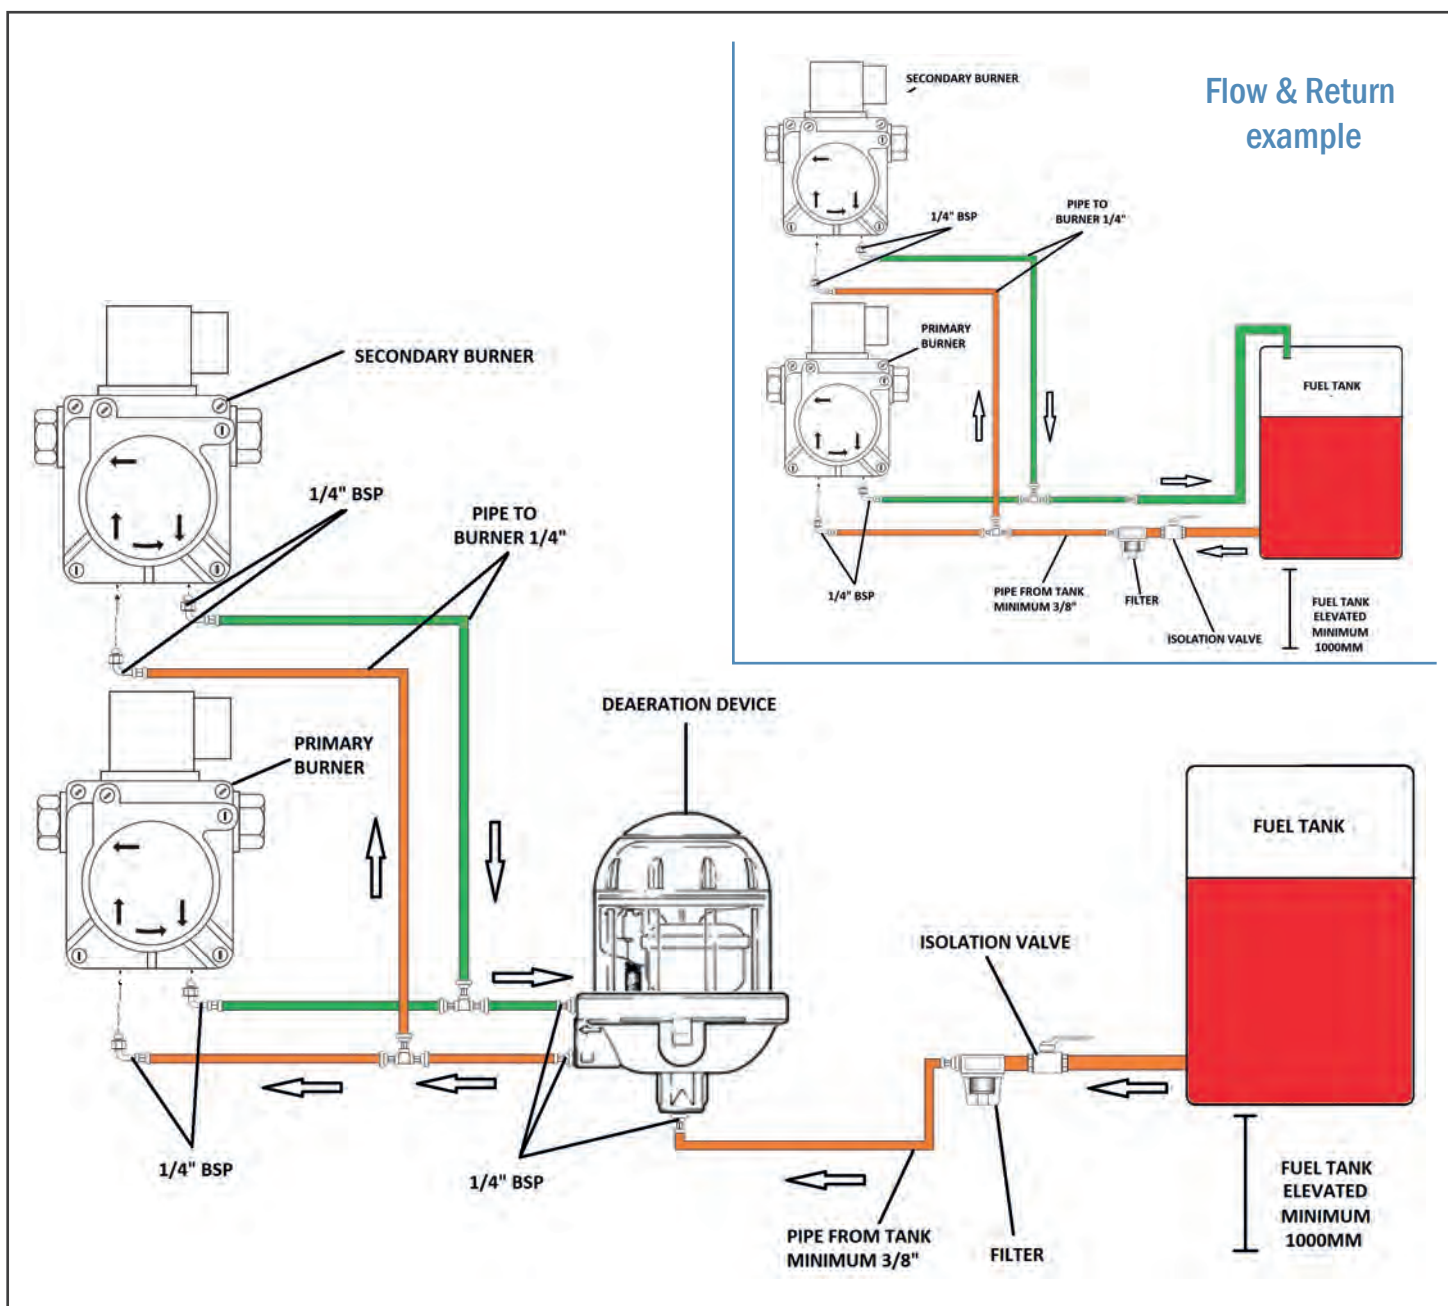 Flow & Return
example
SECONDARY BURNER
1/4" BSP
PIPE TO
BURNER 1/4"
PRIMARY
BURNER
FUEL TANK
1/4" BSP
PIPE FROM TANK
MINIMUM 3/8"
FILTER
ISOLATION VALVE
FUEL TANK
ELEVATED
MINIMUM
1000MM
SECONDARY BURNER
1/4" BSP
PIPE TO
BURNER 1/4"
PRIMARY
BURNER
DEAERATION DEVICE
FUEL TANK
ISOLATION VALVE
1/4" BSP
1/4" BSP
PIPE FROM TANK
MINIMUM 3/8"
FILTER
FUEL TANK
ELEVATED
MINIMUM
1000MM